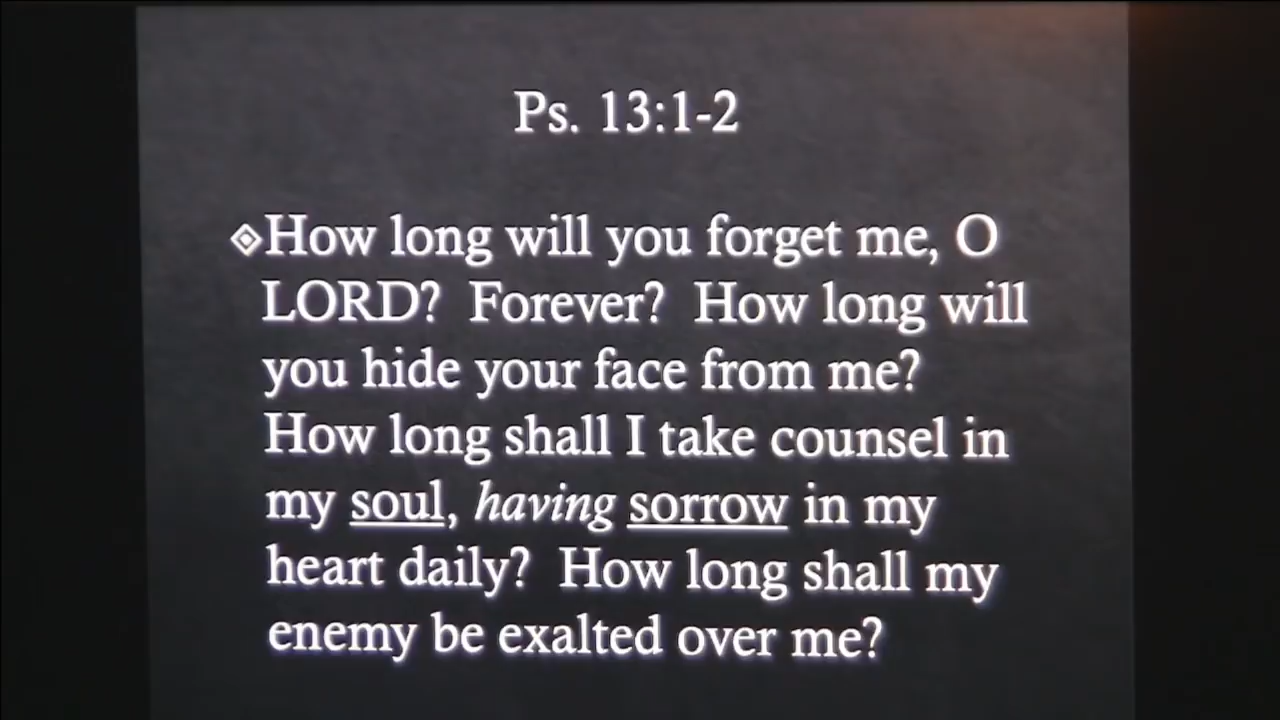 Ps. 13:1-2
How long will you forget me, O
LORD?  Forever?  How long will
you hide your face from me?
How long shall I take counsel in
my soul, having sorrow in my
heart daily?  How long shall my
enemy be exalted over me?